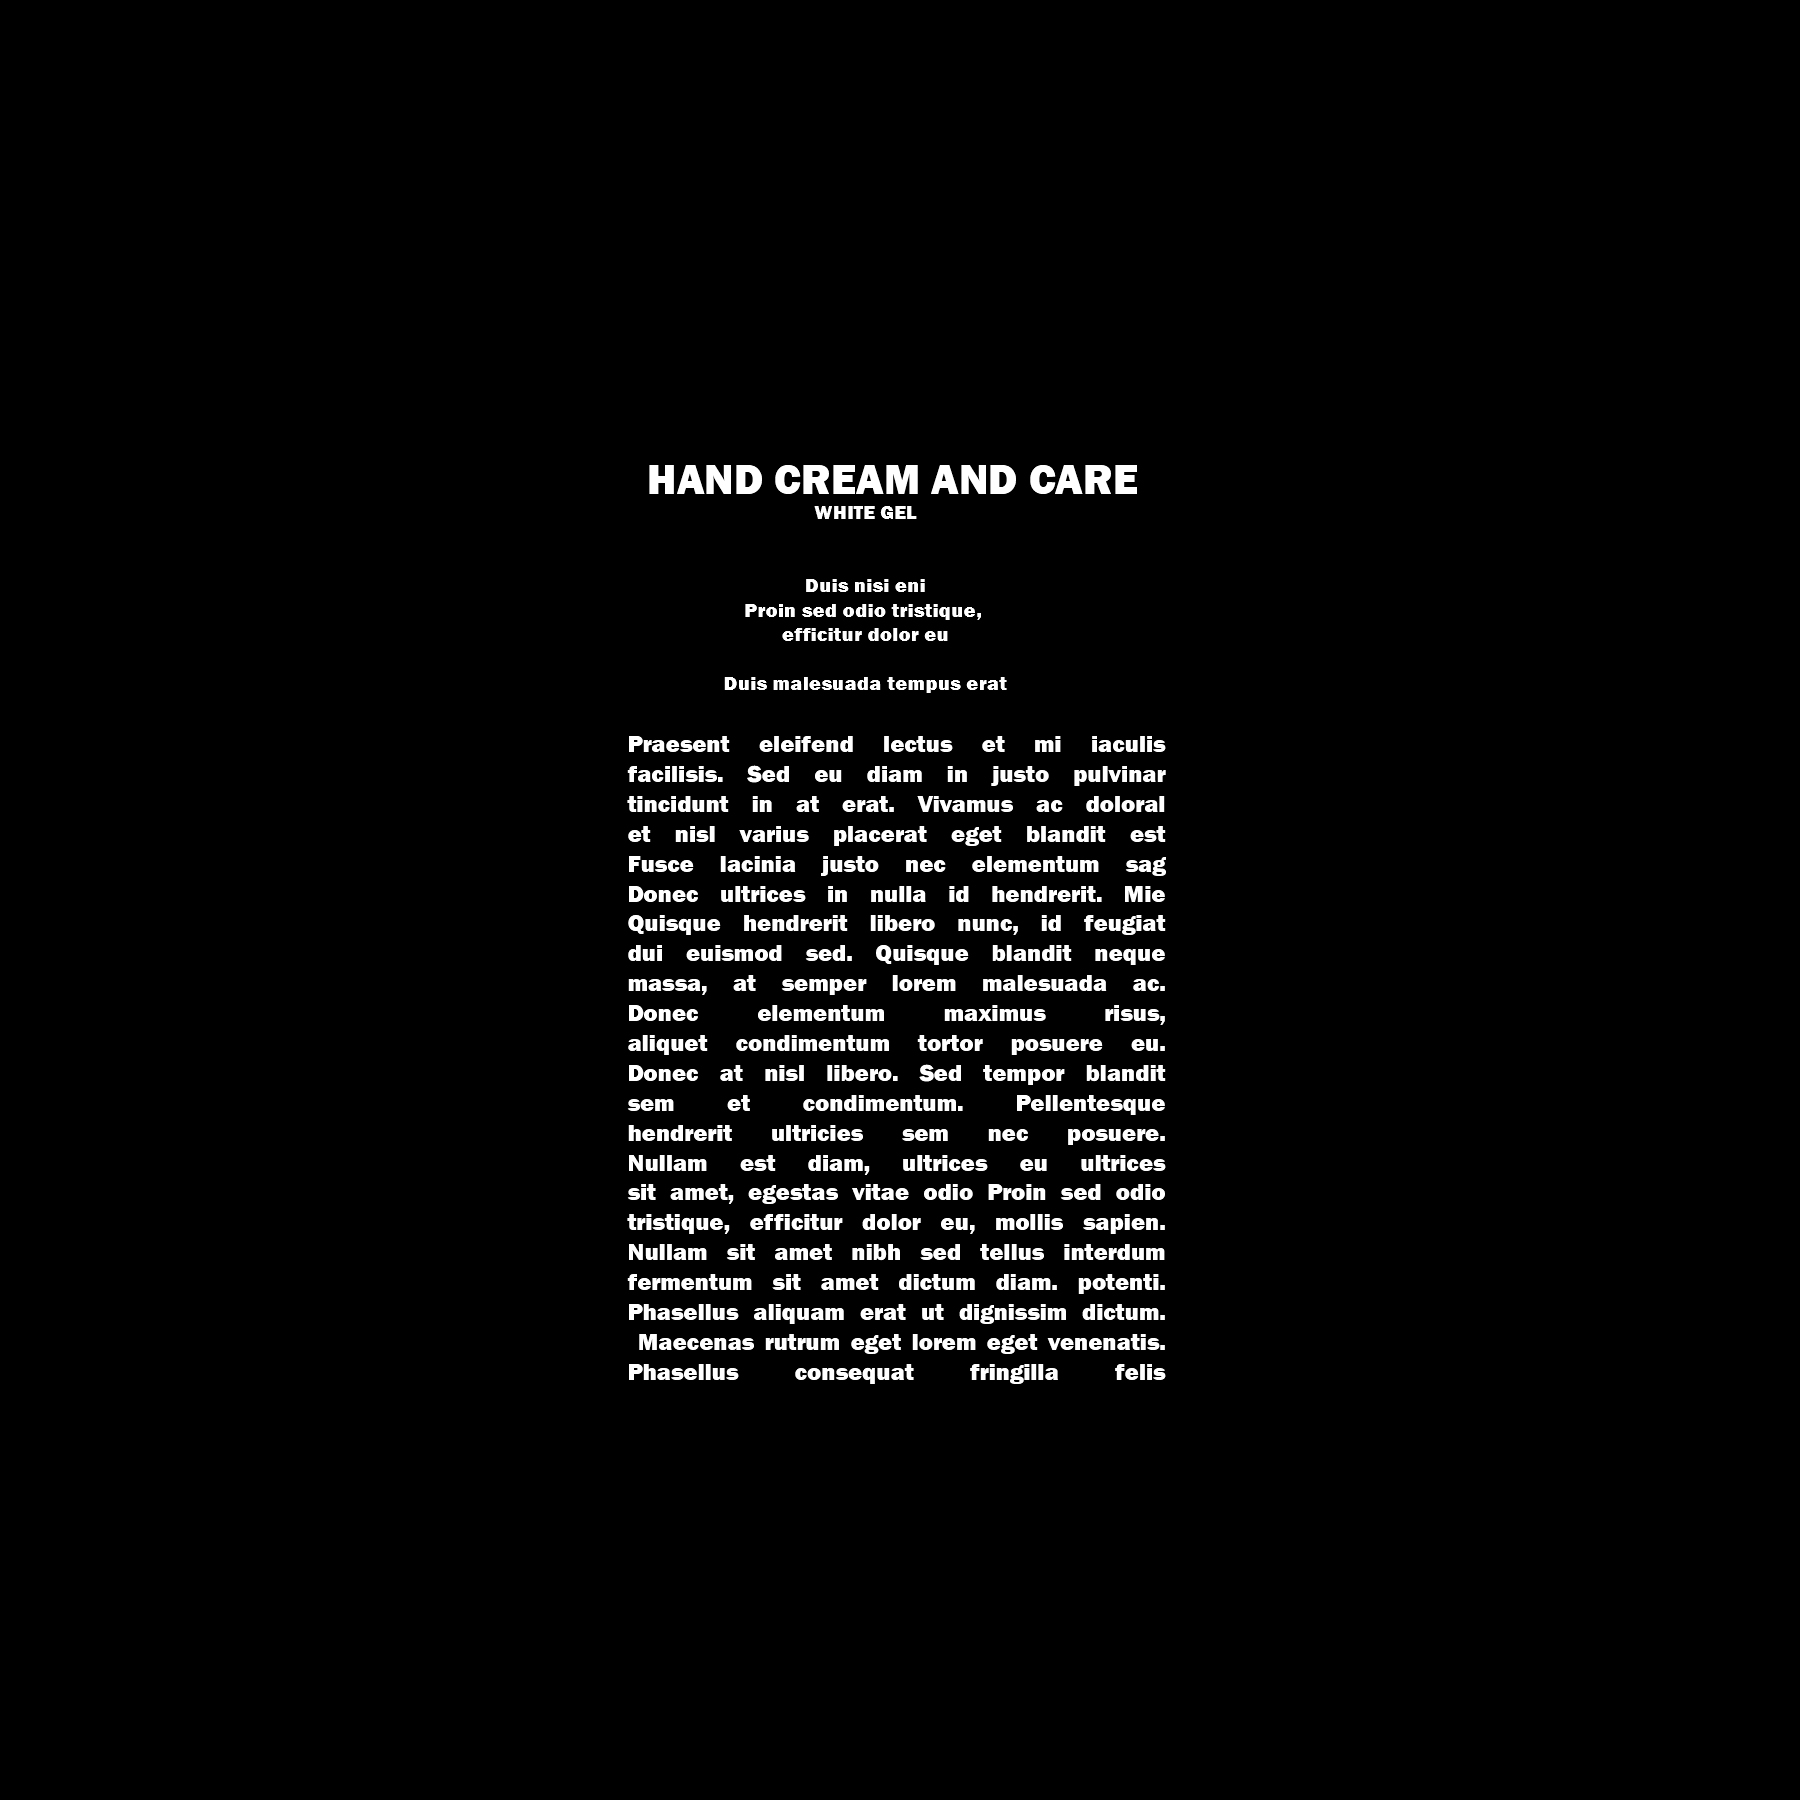 HAND CREAM AND CARE
WHITE GEL
Duis nisi eni
Proin sed odio tristique,
efficitur dolor eu
Duis malesuada tempus erat
Praesent eleifend lectus et mi iaculis
facilisis. Sed eu diam in justo pulvinar
tincidunt in at erat. Vivamus ac doloral
et nisl varius placerat eget blandit est
Fusce lacinia justo nec elementum sag
Donec ultrices in nulla id hendrerit. Mie
Quisque hendrerit libero nunc, id feugiat
dui euismod sed. Quisque blandit neque
massa, at semper lorem malesuada ac.
Donec elementum maximus risus,
aliquet condimentum tortor posuere eu.
Donec at nisl libero. Sed tempor blandit
sem et condimentum. Pellentesque
hendrerit ultricies sem nec posuere.
Nullam est diam, ultrices eu ultrices
sit amet, egestas vitae odio Proin sed odio
tristique, efficitur dolor eu, mollis sapien.
Nullam sit amet nibh sed tellus interdum
fermentum sit amet dictum diam. potenti.
Phasellus aliquam erat ut dignissim dictum.
Maecenas rutrum eget lorem eget venenatis.
Phasellus consequat fringilla felis